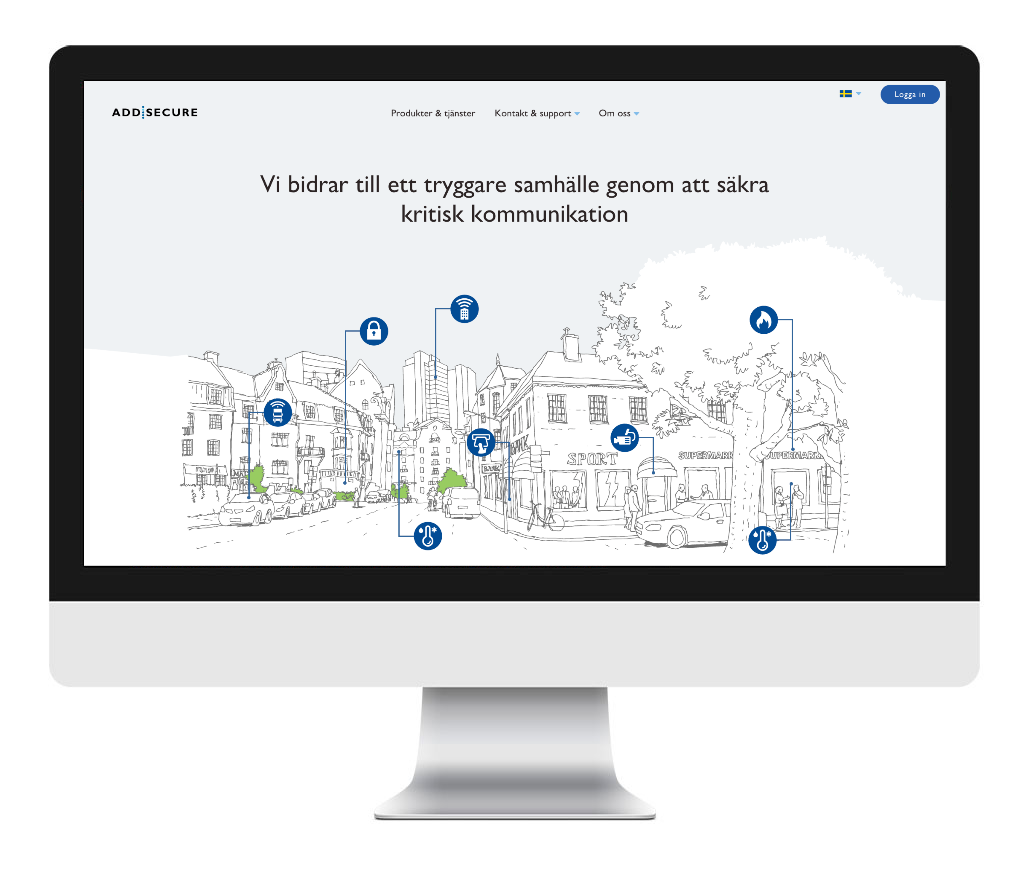 Logga in
ADD SECURE
Produkter & tjänster Kontakt & support Om oss
Vi bidrar till ett tryggare samhälle genom att säkra
kritisk kommunikation
SPORT
SUPERMARK
SUPERMARK